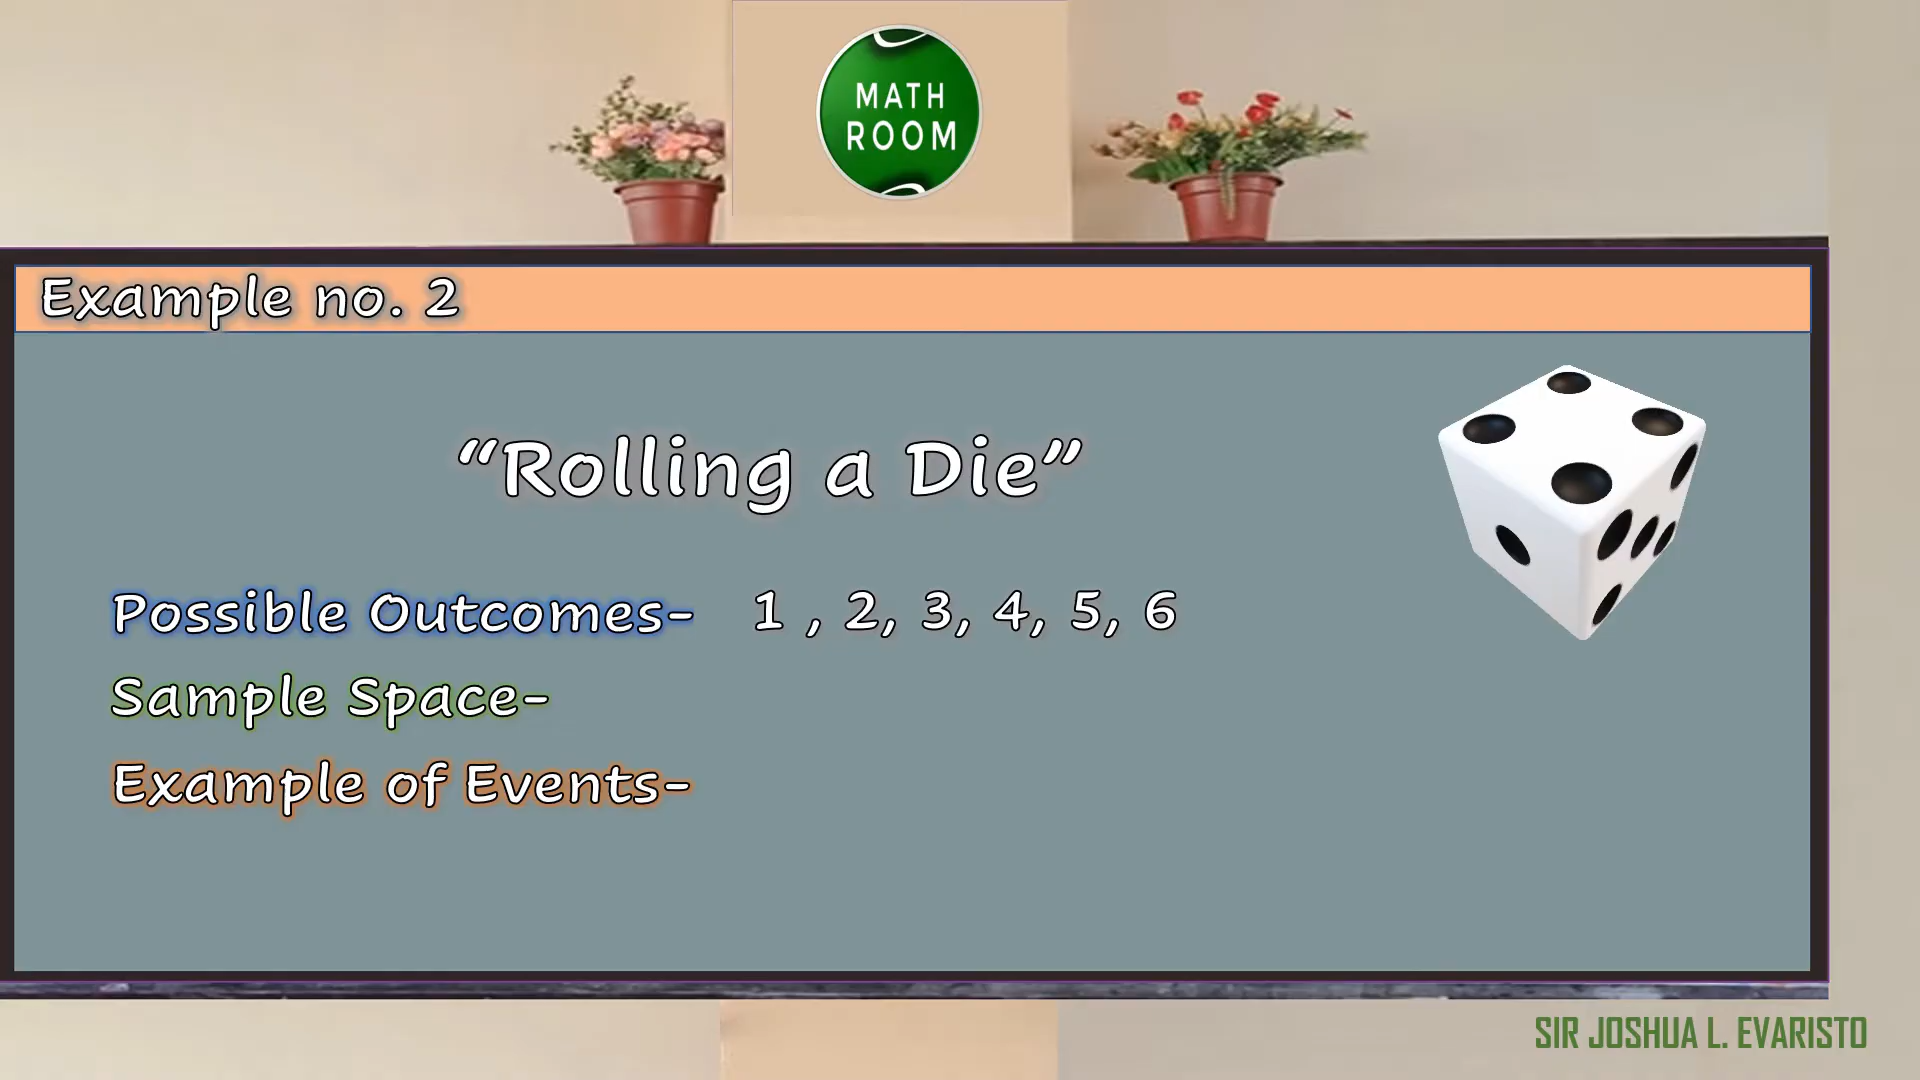 MATH
ROOM
Example no. 2
“Rolling a Die”
Possible Outcomes- 1 , 2, 3, 4, 5, 6
Sample Space-
Example of Events-
SIR JOSHUA L. EVARISTO